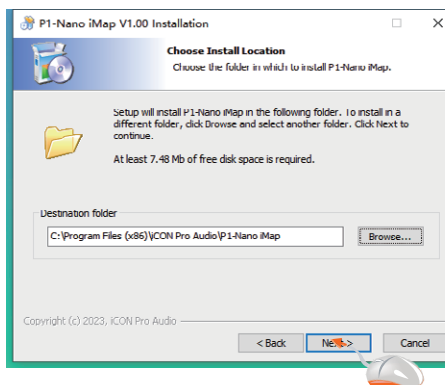 P1-Nano iMap V1.00 Installation
Choose Install Location
Choose the folder in which to install P1-Nano iMap.
Setup will install P1-Nano iMap in the following folder. To install in a
different folder, click Browse and select another folder. Click Next to
continue.
At least 7.48 Mb of free disk space is required.
Destination folder
C:\Program Files (x86)\iCON Pro Audio\P1-Nano iMap
Browse...
Copyright (c) 2023, iCON Pro Audio
< Back
Next >
Cancel